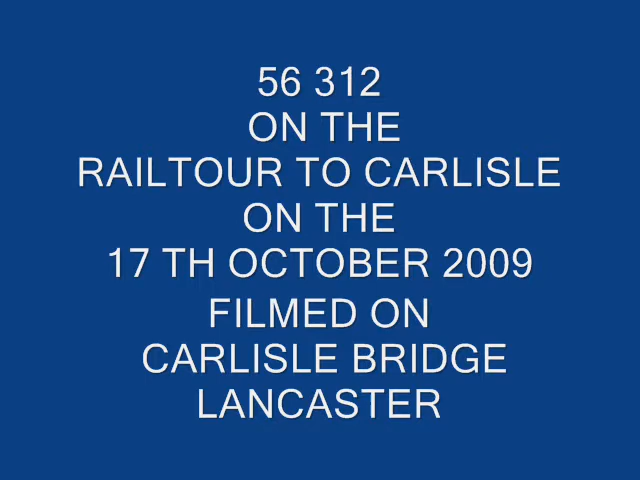 56 312
ON THE
RAILTOUR TO CARLISLE
ON THE
17 TH OCTOBER 2009
FILMED ON
CARLISLE BRIDGE
LANCASTER